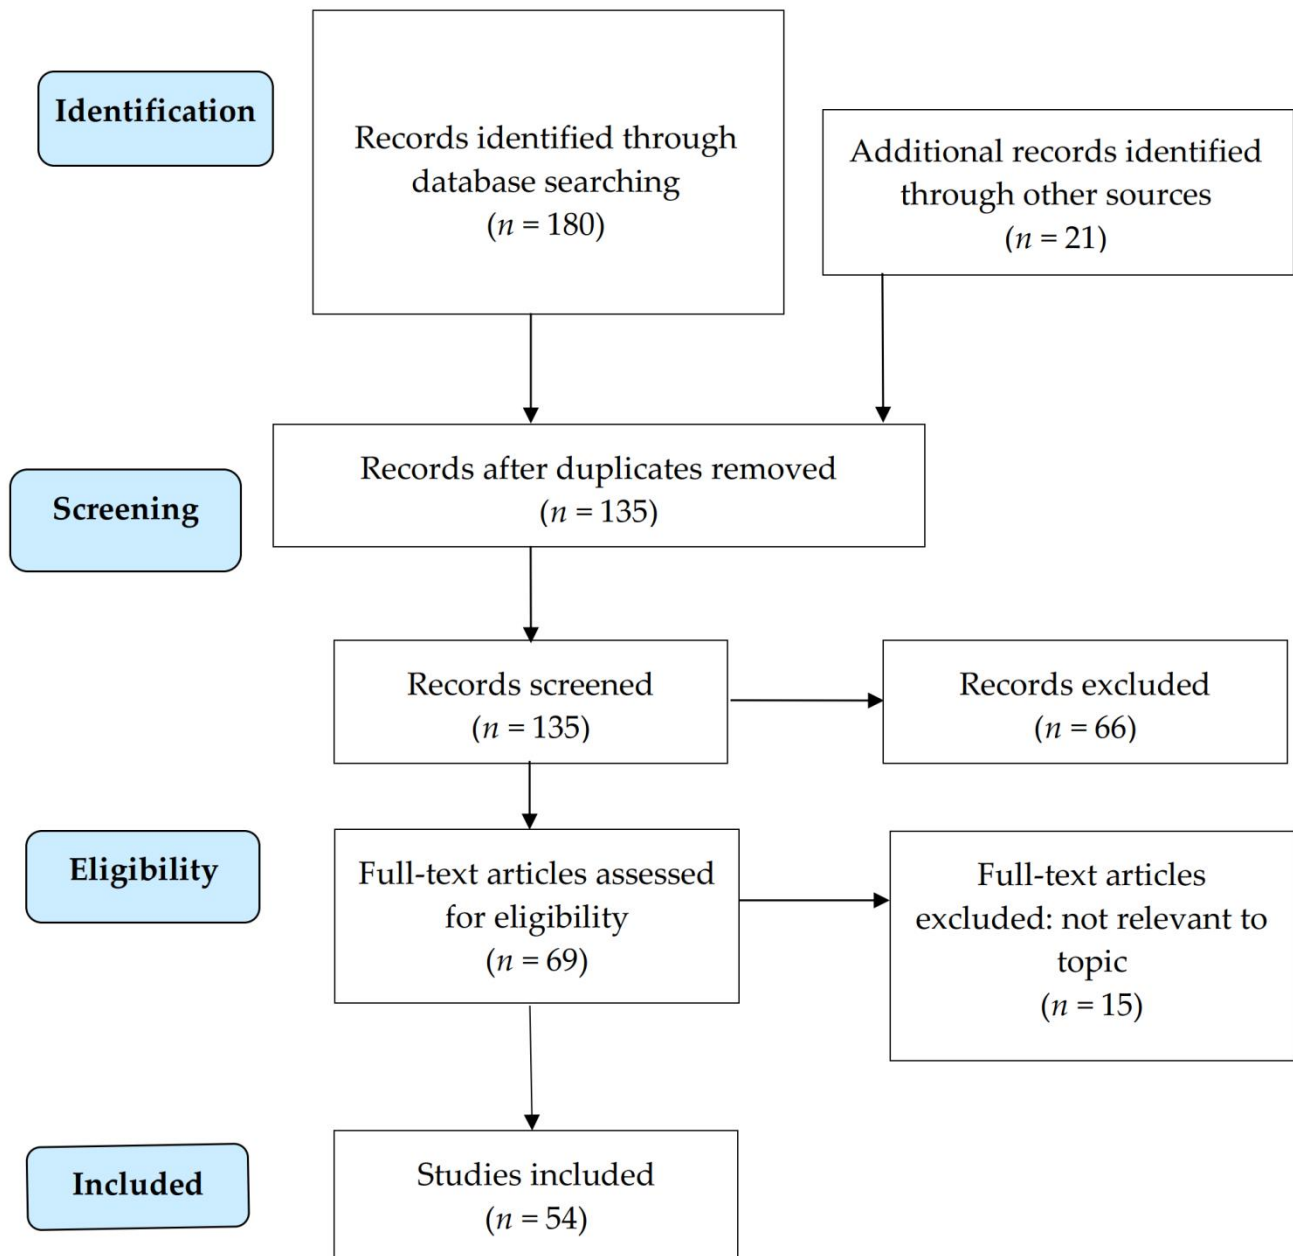 Identification
Records identified through
database searching
(n = 180)
Additional records identified
through other sources
(n = 21)
Screening
Records after duplicates removed
(n = 135)
Records screened
(n = 135)
Records excluded
(n = 66)
Eligibility
Full-text articles assessed
for eligibility
(n = 69)
Full-text articles
excluded: not relevant to
topic
(n = 15)
Included
Studies included
(n = 54)